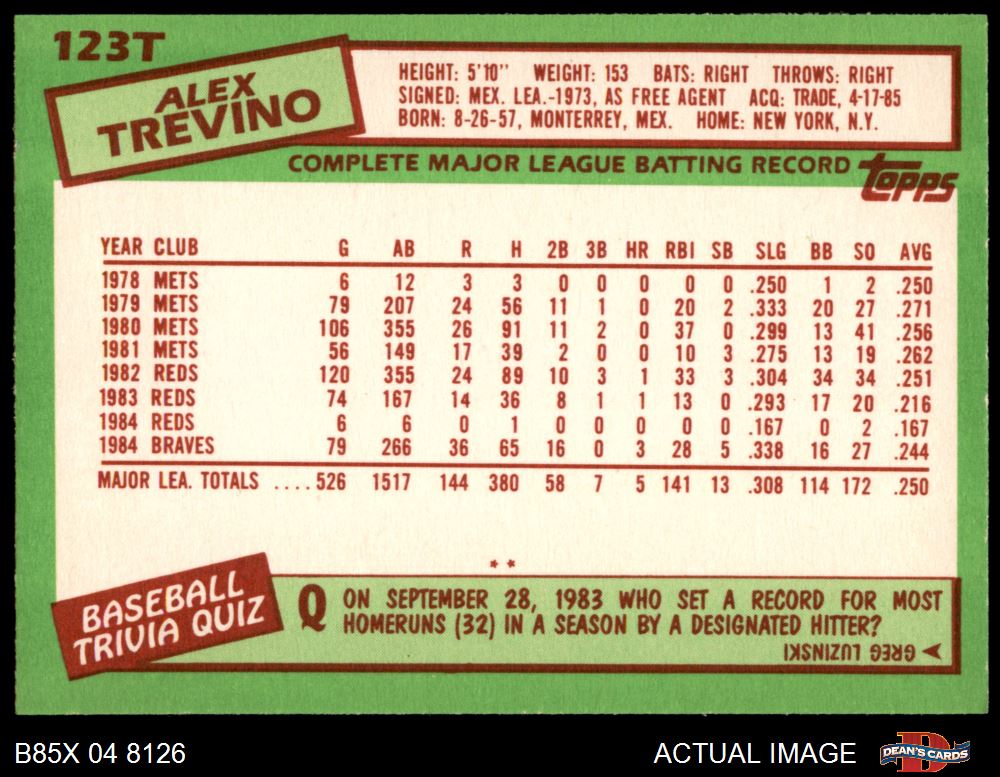 123T
ALEX
TREVINO
HEIGHT: 5'10" WEIGHT: 153 BATS: RIGHT THROWS: RIGHT
SIGNED: MEX. LEA.-1973, AS FREE AGENT ACQ: TRADE, 4-17-85
BORN: 8-26-57, MONTERREY, MEX. HOME: NEW YORK, N.Y.
COMPLETE MAJOR LEAGUE BATTING RECORD
topps
YEAR CLUB G AB R H 2B 3B HR RBI SB SLG BB SO AVG
1978 METS 6 12 3 3 0 0 0 0 0 .250 1 2 .250
1979 METS 79 207 24 56 11 1 0 20 2 .333 20 27 .271
1980 METS 106 355 26 91 11 2 0 37 0 .299 13 41 .256
1981 METS 56 149 17 39 2 0 0 10 3 .275 13 19 .262
1982 REDS 120 355 24 89 10 3 1 33 3 .304 34 34 .251
1983 REDS 74 167 14 36 8 1 1 13 0 .293 17 20 .216
1984 REDS 6 6 0 1 0 0 0 0 0 .167 0 2 .167
1984 BRAVES 79 266 36 65 16 0 3 28 5 .338 16 27 .244
MAJOR LEA. TOTALS ....526 1517 144 380 58 7 5 141 13 .308 114 172 .250
**
BASEBALL
TRIVIA QUIZ
Q ON SEPTEMBER 28, 1983 WHO SET A RECORD FOR MOST
HOMERUNS (32) IN A SEASON BY A DESIGNATED HITTER?
GREG LUZINSKI
B85X 04 8126
ACTUAL IMAGE
D
DEAN'S CARDS